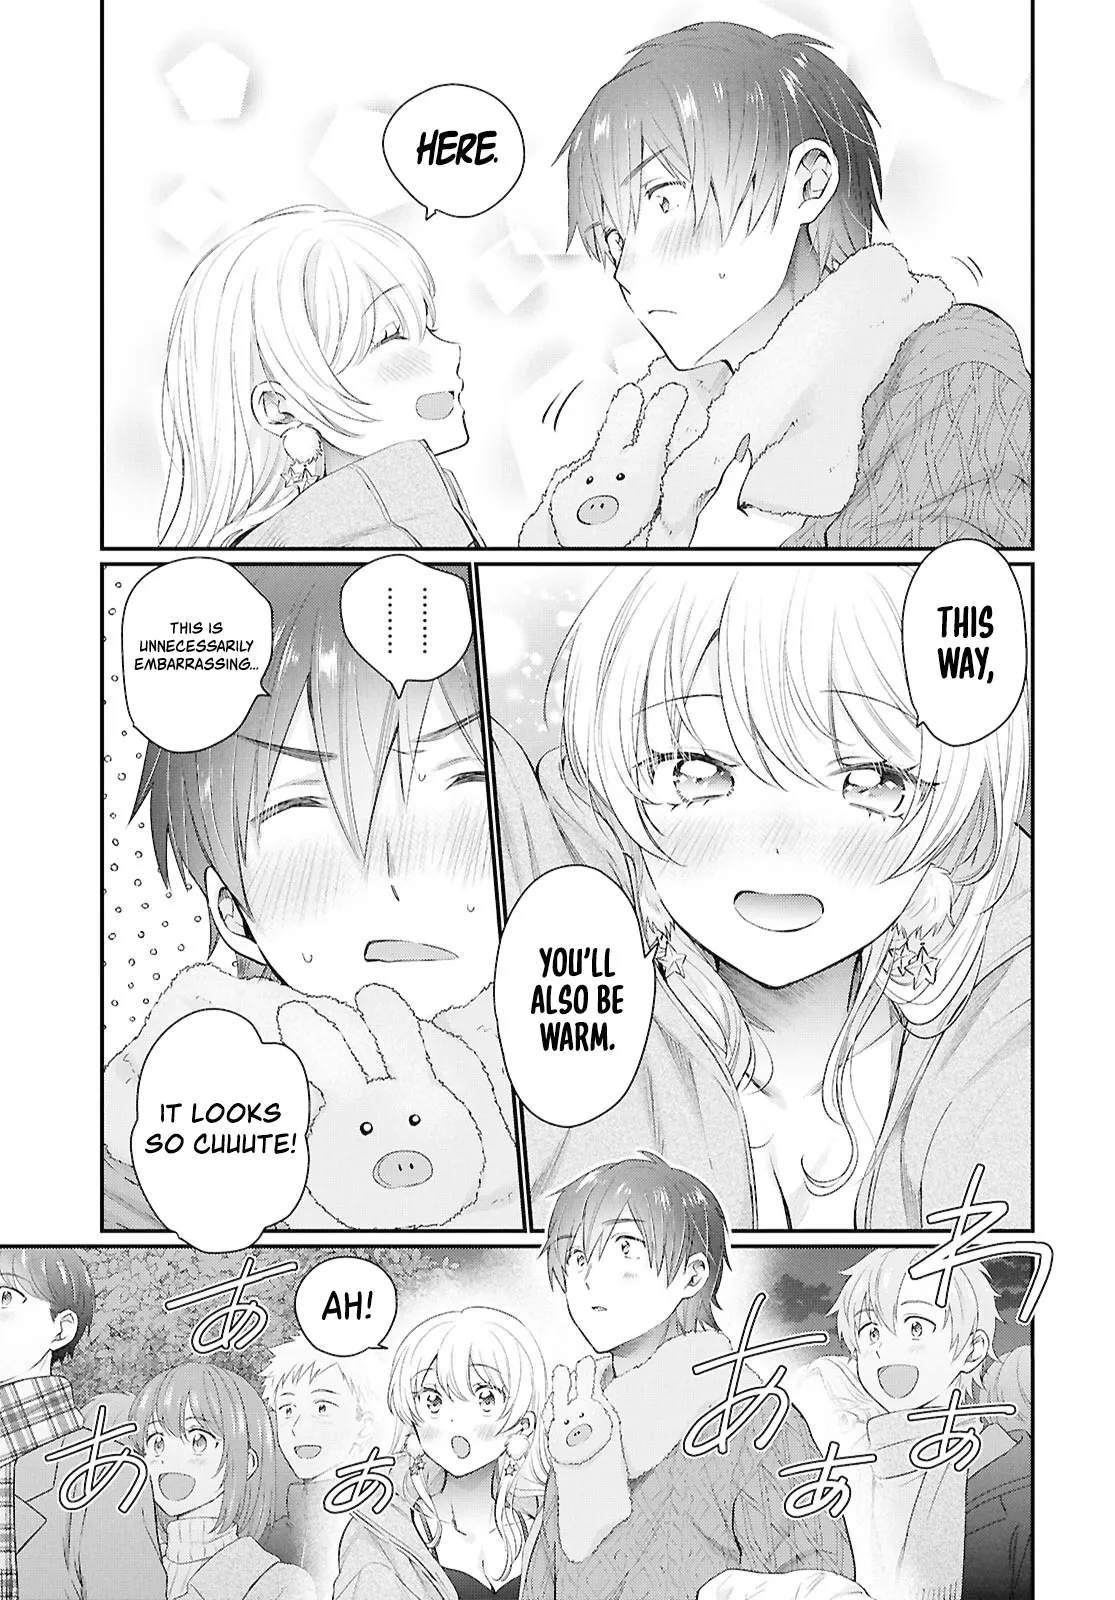 HERE.
THIS
WAY,
YOU'LL
ALSO BE
WARM.
THIS IS
UNNECESSARILY
EMBARRASSING...
IT LOOKS
SO CUUUTE!
AH!
わ
あ
あ
あ
あ
あ